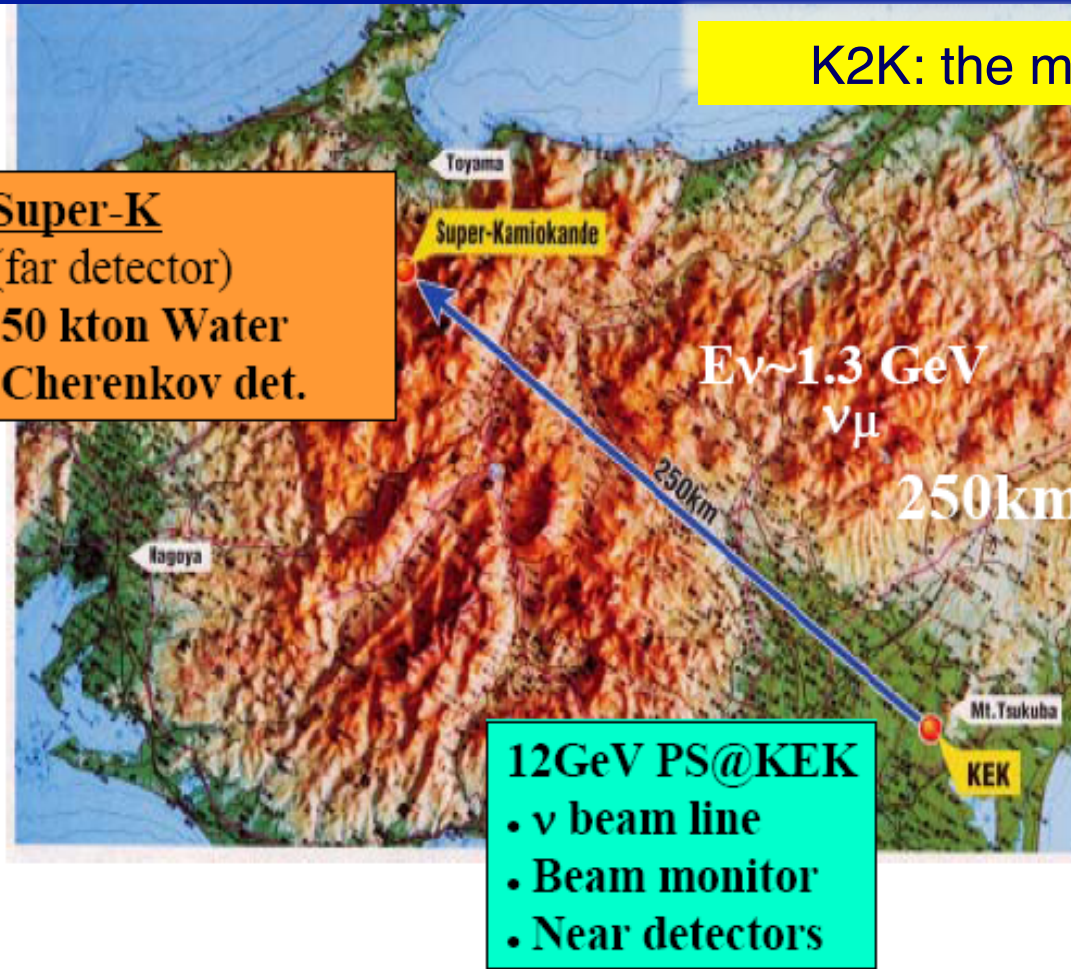 K2K: the m
Toyama
Super-K
(far detector)
50 kton Water
Cherenkov det.
Super-Kamiokande
Eν~1.3 GeV
νμ
250km
250km
Nagoya
Mt.Tsukuba
KEK
12GeV PS@KEK
• ν beam line
• Beam monitor
• Near detectors